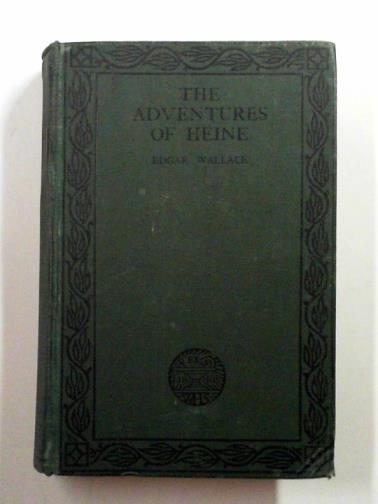 THE
ADVENTURES
OF HEINE
EDGAR WALLACE